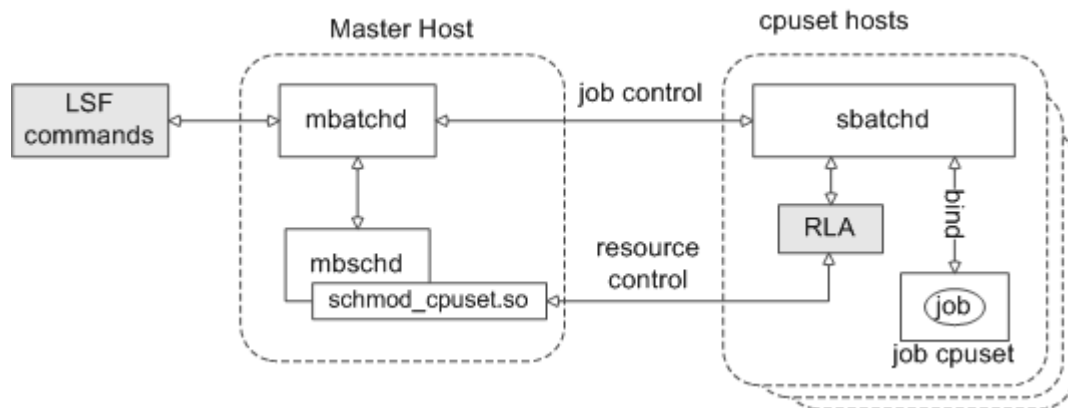 Master Host
cpuset hosts
LSF
commands
mbatchd
job control
sbatchd
bind
RLA
mbschd
schmod_cpuset.so
resource
control
job
job cpuset